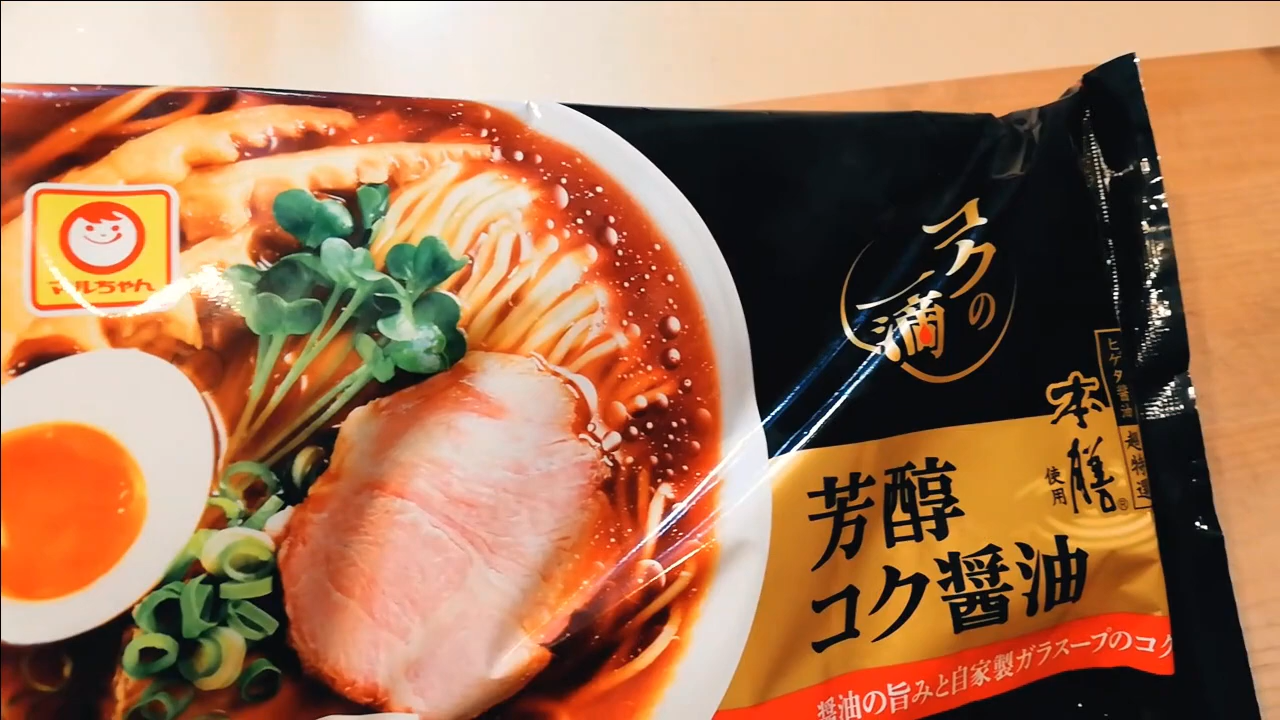 マルちゃん
コクの
一滴
ヒゲタ醤油 超特選
本膳®
使用
芳醇
コク醤油
醤油の旨みと自家製ガラスープのコク